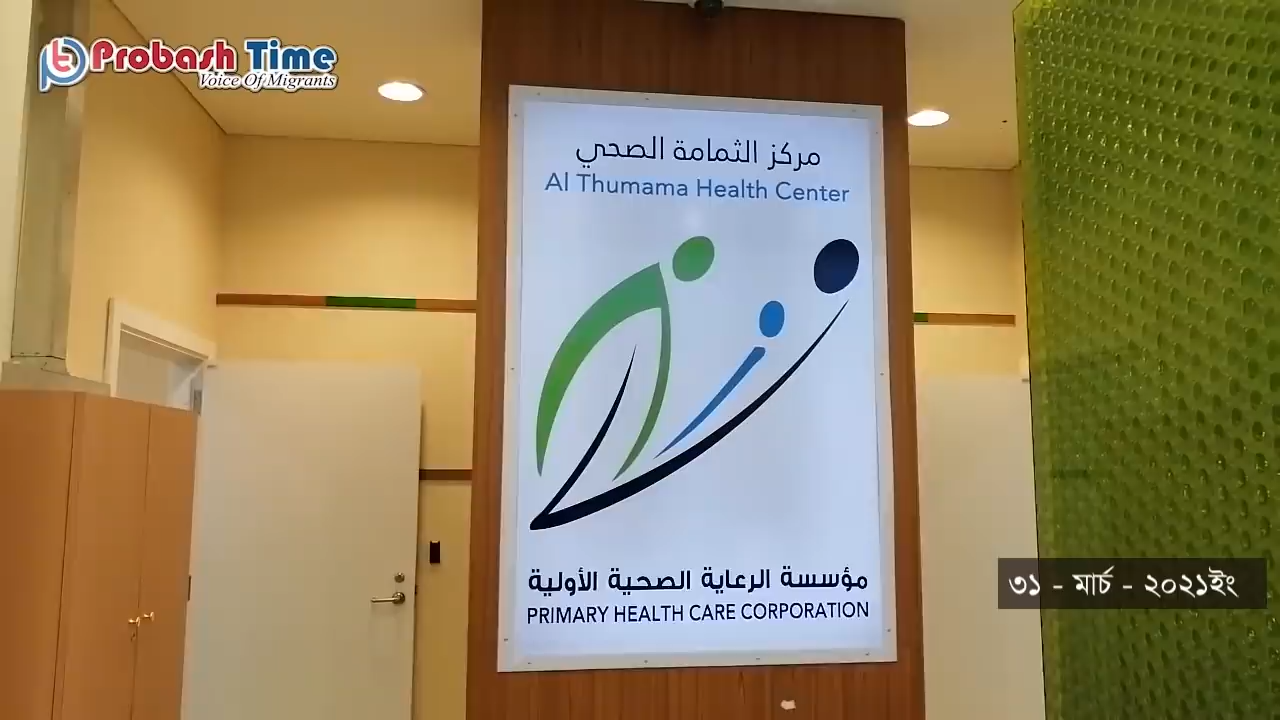 Probash Time
Voice Of Migrants
مركز الثمامة الصحي
Al Thumama Health Center
مؤسسة الرعاية الصحية الأولية
PRIMARY HEALTH CARE CORPORATION
৩১ - মার্চ - ২০২১ইং